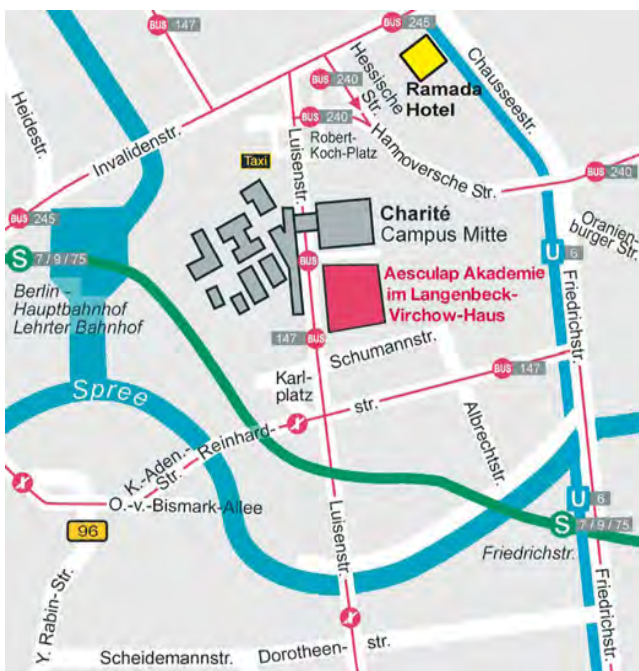 BUS 147
BUS 245
Hessische
Str.
Chausseestr.
Ramada
Hotel
BUS 240
BUS 240
Heidestr.
Invalidenstr.
Luisenstr.
Robert-
Koch-Platz
Hannoversche Str.
Taxi
BUS 240
BUS 245
Oranien-
burger Str.
Charité
Campus Mitte
S 7 / 9 / 75
BUS
U 6
Friedrichstr.
Aesculap Akademie
im Langenbeck-
Virchow-Haus
Berlin -
Hauptbahnhof
Lehrter Bahnhof
147 BUS
Schumannstr.
BUS 147
Karl-
platz
Spree
K.-Aden.-
Str.
Reinhard-
str.
Albrechtstr.
O.-v.-Bismark-Allee
96
Luisenstr.
U 6
S 7 / 9 / 75
Friedrichstr.
Friedrichstr.
Y. Rabin-Str.
Scheidemannstr.
Dorotheen-
str.